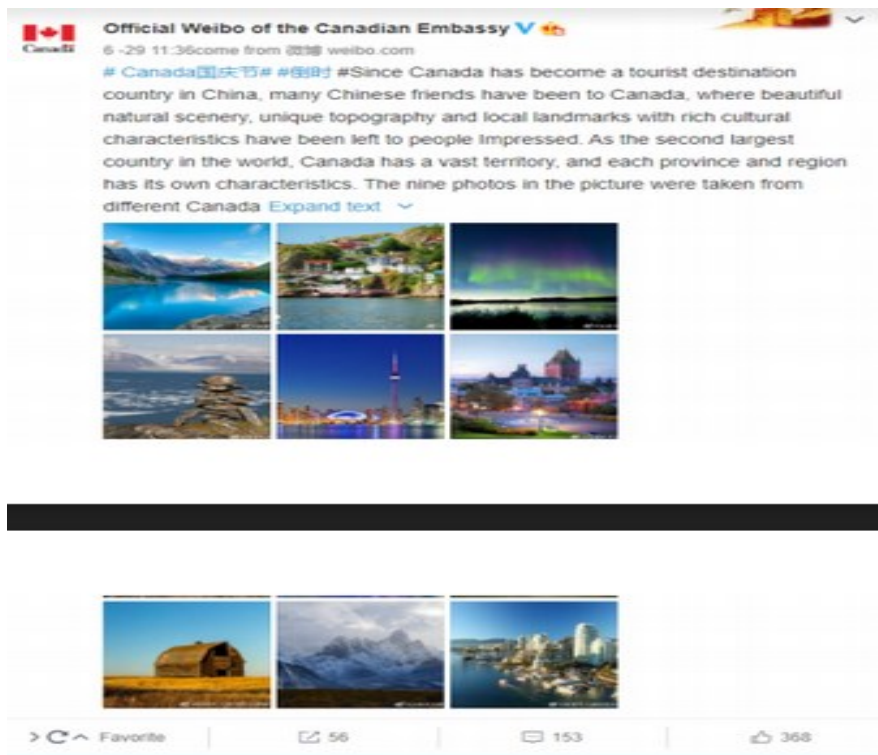 Official Weibo of the Canadian Embassy
Canada
6 -29 11:36come from 微博 weibo.com
# Canada国庆节# #倒时 #Since Canada has become a tourist destination
country in China, many Chinese friends have been to Canada, where beautiful
natural scenery, unique topography and local landmarks with rich cultural
characteristics have been left to people Impressed. As the second largest
country in the world, Canada has a vast territory, and each province and region
has its own characteristics. The nine photos in the picture were taken from
different Canada Expand text
Favorite
56
153
368